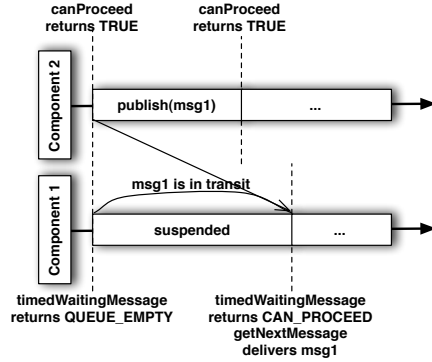 canProceed
returns TRUE
canProceed
returns TRUE
Component 2
publish(msg1)
...
msg1 is in transit
Component 1
suspended
...
timedWaitingMessage
returns QUEUE_EMPTY
timedWaitingMessage
returns CAN_PROCEED
getNextMessage
delivers msg1